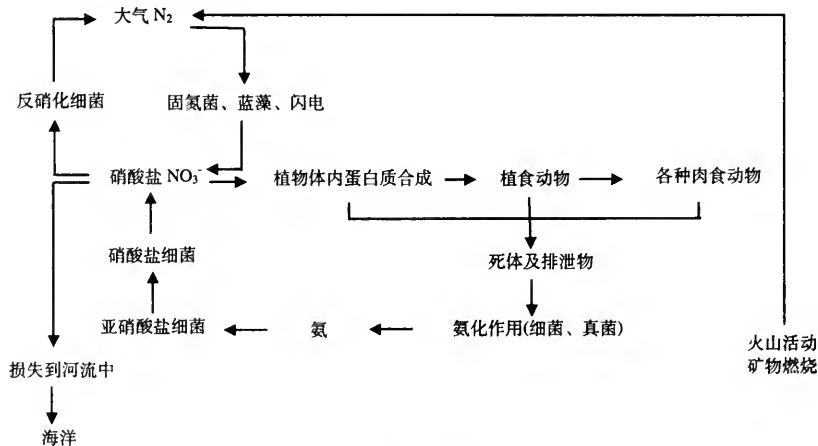 大气 N₂
反硝化细菌
固氮菌、蓝藻、闪电
硝酸盐 NO₃⁻
植物体内蛋白质合成
植食动物
各种肉食动物
硝酸盐细菌
死体及排泄物
亚硝酸盐细菌
氨
氨化作用(细菌、真菌)
火山活动
矿物燃烧
损失到河流中
海洋